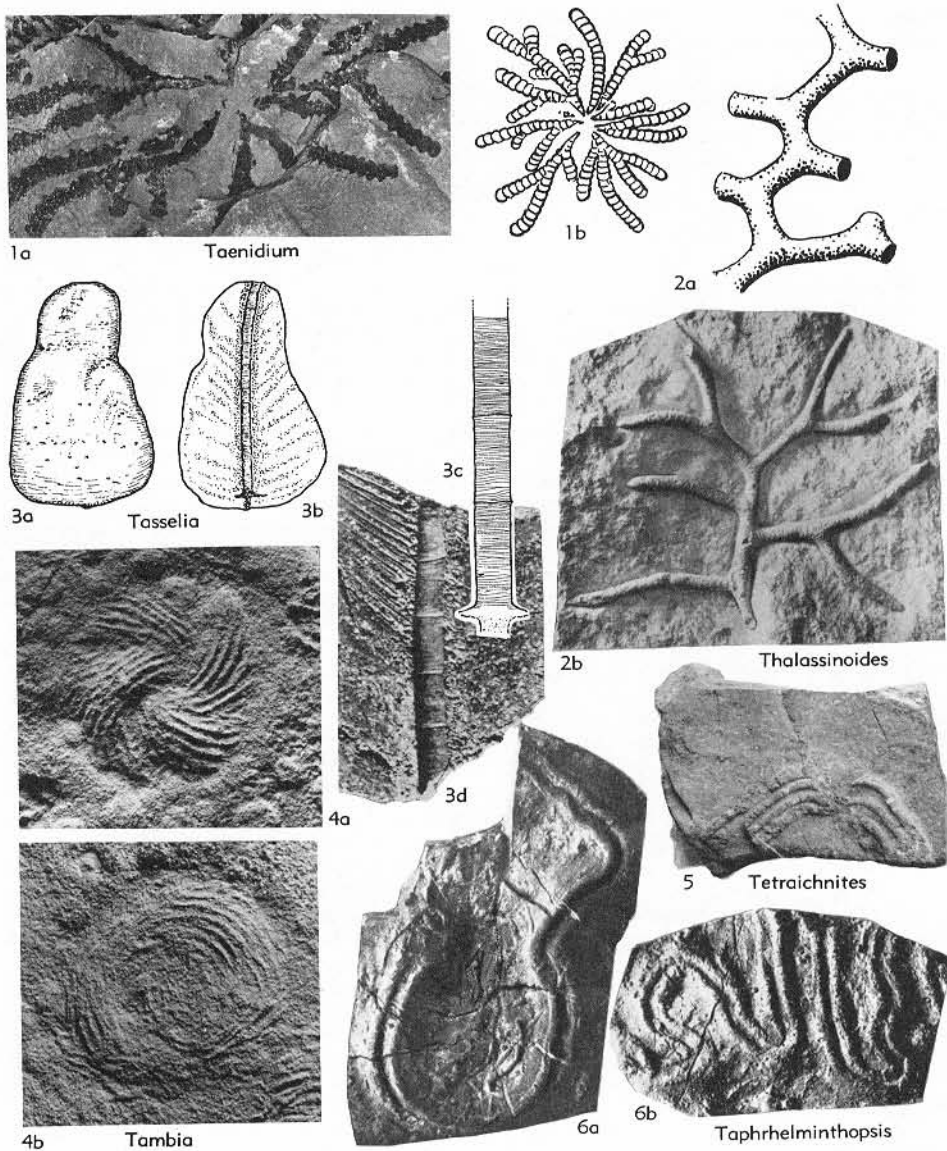 1a
Taenidium
1b
2a
3a
Tasselia
3b
3c
3d
2b
Thalassinoides
4a
5
Tetraichnites
4b
Tambia
6a
6b
Taphrhelminthopsis